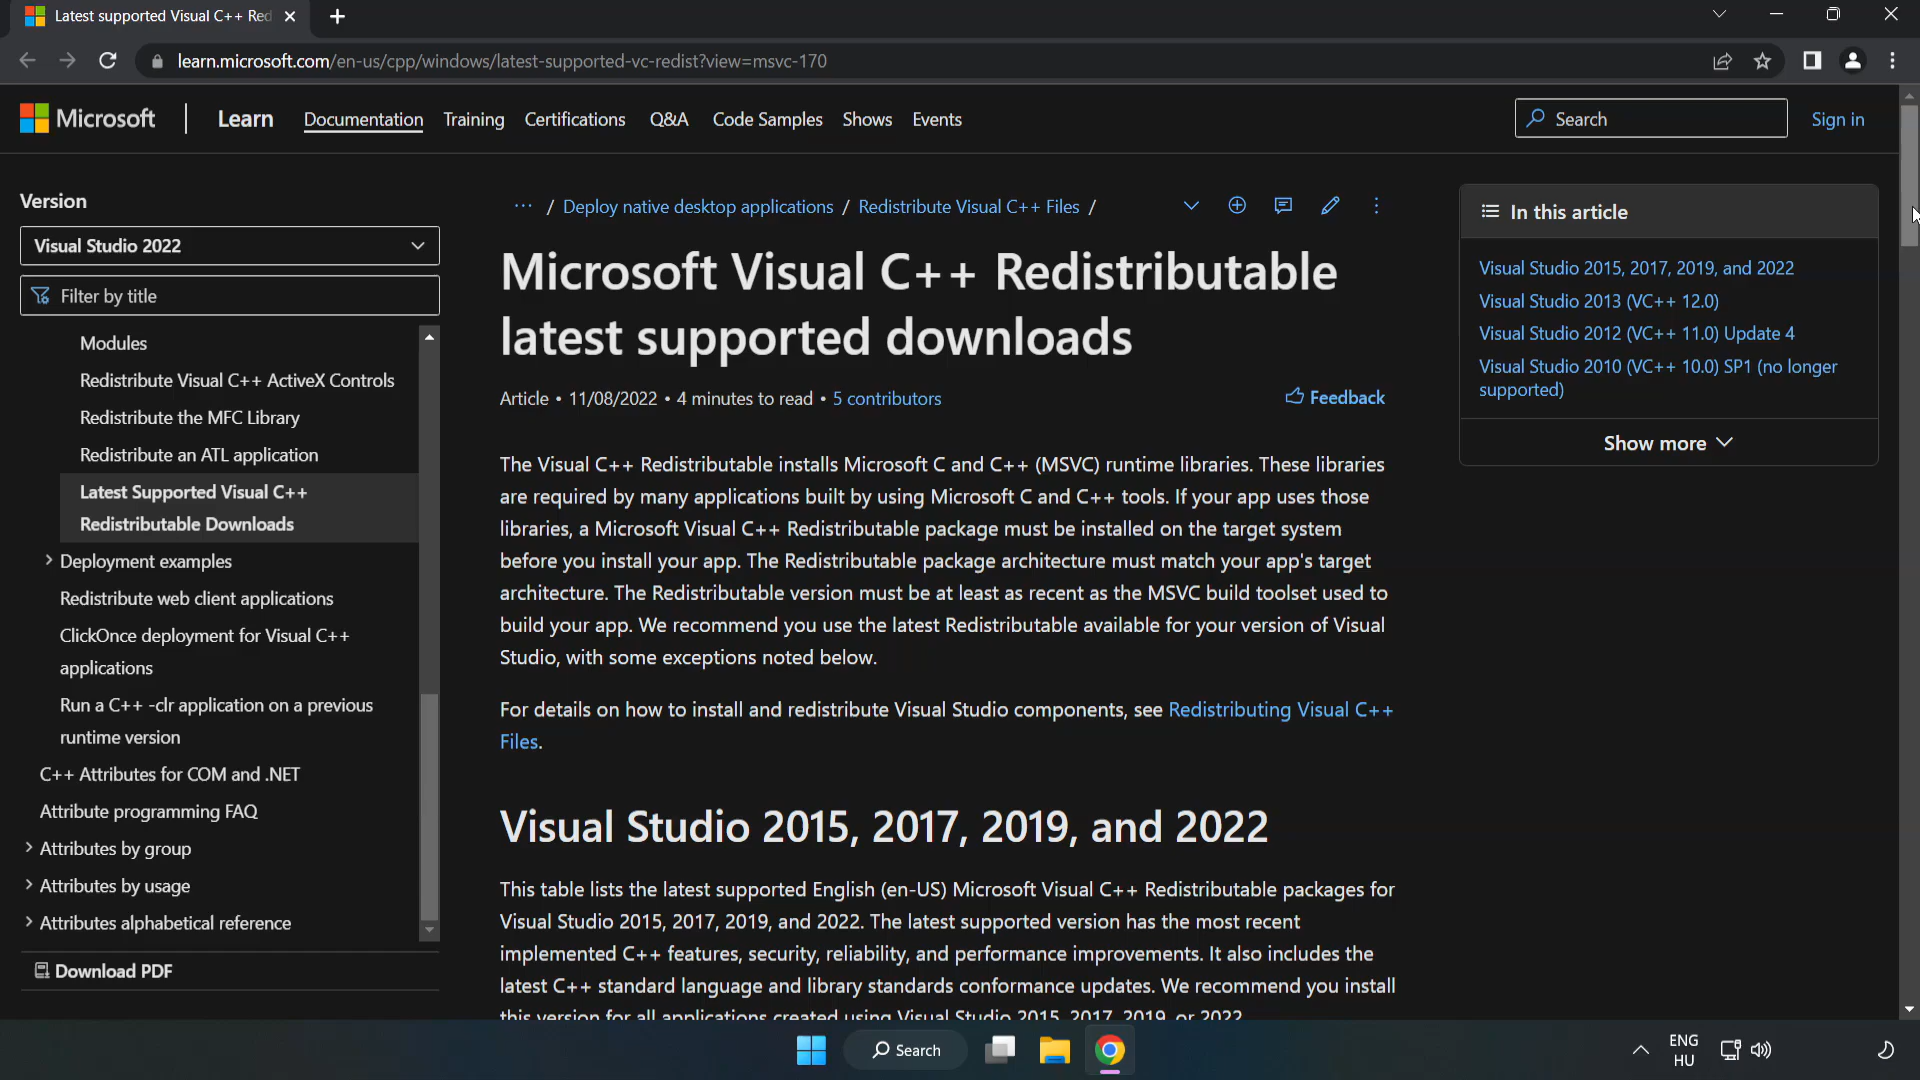 Latest supported Visual C++ Red
learn.microsoft.com/en-us/cpp/windows/latest-supported-vc-redist?view=msvc-170
Microsoft
Learn
Documentation
Training
Certifications
Q&A
Code Samples
Shows
Events
Search
Sign in
Version
Visual Studio 2022
Filter by title
Modules
Redistribute Visual C++ ActiveX Controls
Redistribute the MFC Library
Redistribute an ATL application
Latest Supported Visual C++
Redistributable Downloads
Deployment examples
Redistribute web client applications
ClickOnce deployment for Visual C++
applications
Run a C++ -clr application on a previous
runtime version
C++ Attributes for COM and .NET
Attribute programming FAQ
Attributes by group
Attributes by usage
Attributes alphabetical reference
Download PDF
... / Deploy native desktop applications / Redistribute Visual C++ Files /
Microsoft Visual C++ Redistributable
latest supported downloads
Article • 11/08/2022 • 4 minutes to read • 5 contributors
Feedback
The Visual C++ Redistributable installs Microsoft C and C++ (MSVC) runtime libraries. These libraries
are required by many applications built by using Microsoft C and C++ tools. If your app uses those
libraries, a Microsoft Visual C++ Redistributable package must be installed on the target system
before you install your app. The Redistributable package architecture must match your app's target
architecture. The Redistributable version must be at least as recent as the MSVC build toolset used to
build your app. We recommend you use the latest Redistributable available for your version of Visual
Studio, with some exceptions noted below.
For details on how to install and redistribute Visual Studio components, see Redistributing Visual C++
Files.
Visual Studio 2015, 2017, 2019, and 2022
This table lists the latest supported English (en-US) Microsoft Visual C++ Redistributable packages for
Visual Studio 2015, 2017, 2019, and 2022. The latest supported version has the most recent
implemented C++ features, security, reliability, and performance improvements. It also includes the
latest C++ standard language and library standards conformance updates. We recommend you install
this version for all applications created using Visual Studio 2015, 2017, 2019, or 2022.
In this article
Visual Studio 2015, 2017, 2019, and 2022
Visual Studio 2013 (VC++ 12.0)
Visual Studio 2012 (VC++ 11.0) Update 4
Visual Studio 2010 (VC++ 10.0) SP1 (no longer
supported)
Show more
Search
ENG
HU